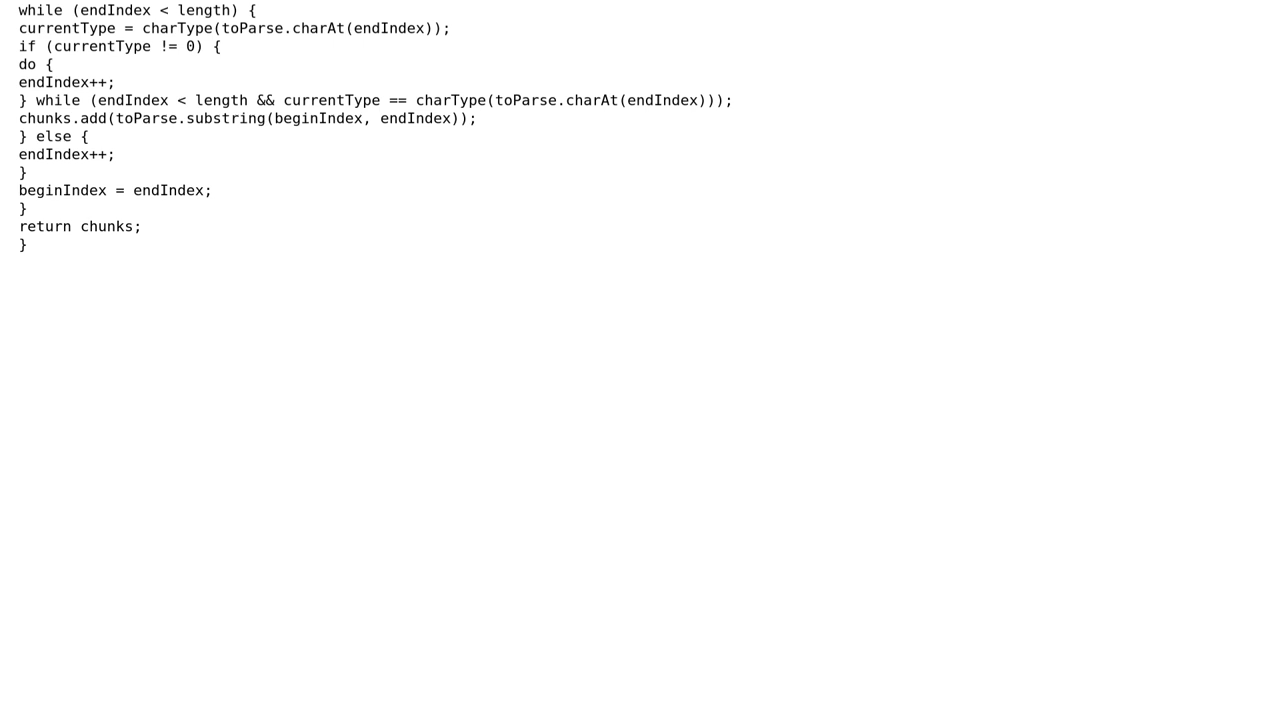 while (endIndex < length) {
currentType = charType(toParse.charAt(endIndex));
if (currentType != 0) {
do {
endIndex++;
} while (endIndex < length && currentType == charType(toParse.charAt(endIndex)));
chunks.add(toParse.substring(beginIndex, endIndex));
} else {
endIndex++;
}
beginIndex = endIndex;
}
return chunks;
}